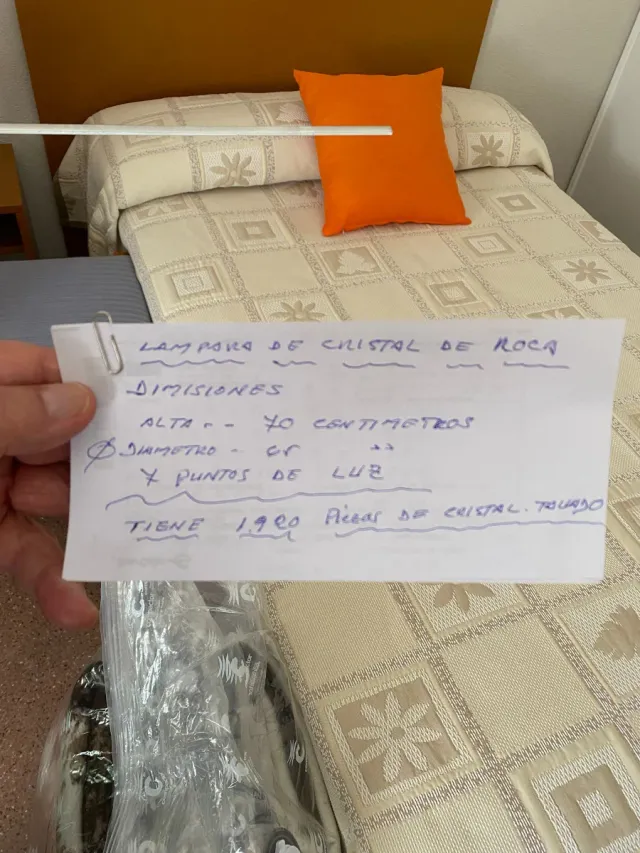 LAMPARA DE CRISTAL DE ROCA
DIMISIONES
ALTA - - 70 CENTIMETROS
Ø DIAMETRO - ''
7 PUNTOS DE LUZ
TIENE 1,920 PIEZAS DE CRISTAL. TALLADO